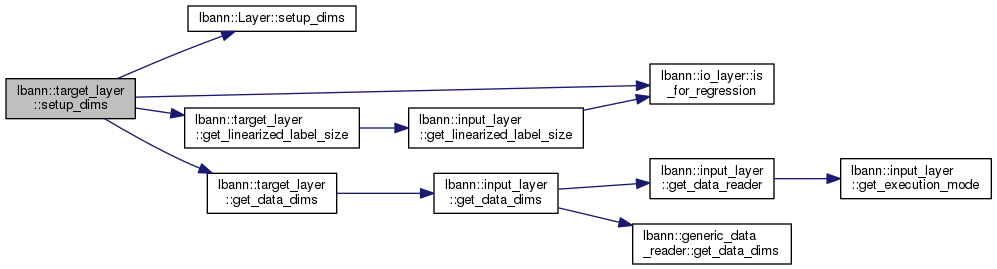 lbann::Layer::setup_dims
lbann::target_layer
::setup_dims
lbann::io_layer::is
_for_regression
lbann::target_layer
::get_linearized_label_size
lbann::input_layer
::get_linearized_label_size
lbann::target_layer
::get_data_dims
lbann::input_layer
::get_data_dims
lbann::input_layer
::get_data_reader
lbann::input_layer
::get_execution_mode
lbann::generic_data
_reader::get_data_dims